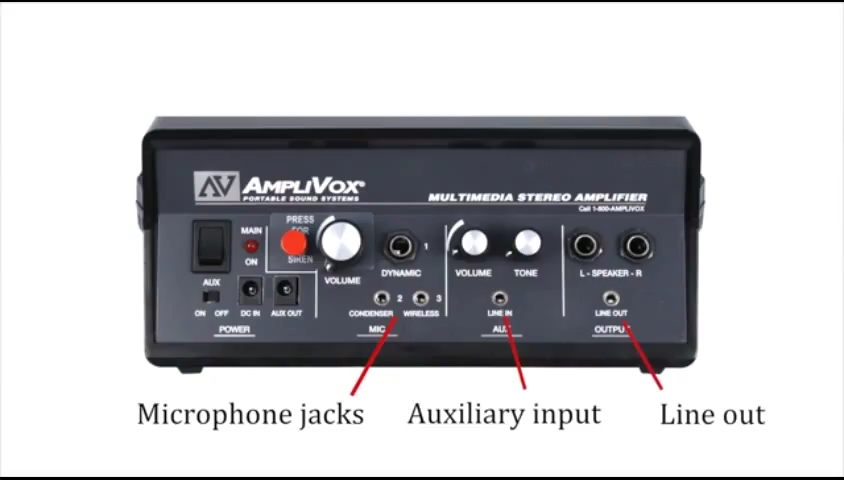 AMPLIVOX®
PORTABLE SOUND SYSTEMS
MULTIMEDIA STEREO AMPLIFIER
Call 1-800-AMPLIVOX
PRESS
FOR
SIREN
MAIN
ON
VOLUME
DYNAMIC
1
VOLUME
TONE
L - SPEAKER - R
AUX
ON OFF
DC IN
AUX OUT
CONDENSER
2
WIRELESS
3
LINE IN
LINE OUT
POWER
MIC
AUX
OUTPUT
Microphone jacks
Auxiliary input
Line out